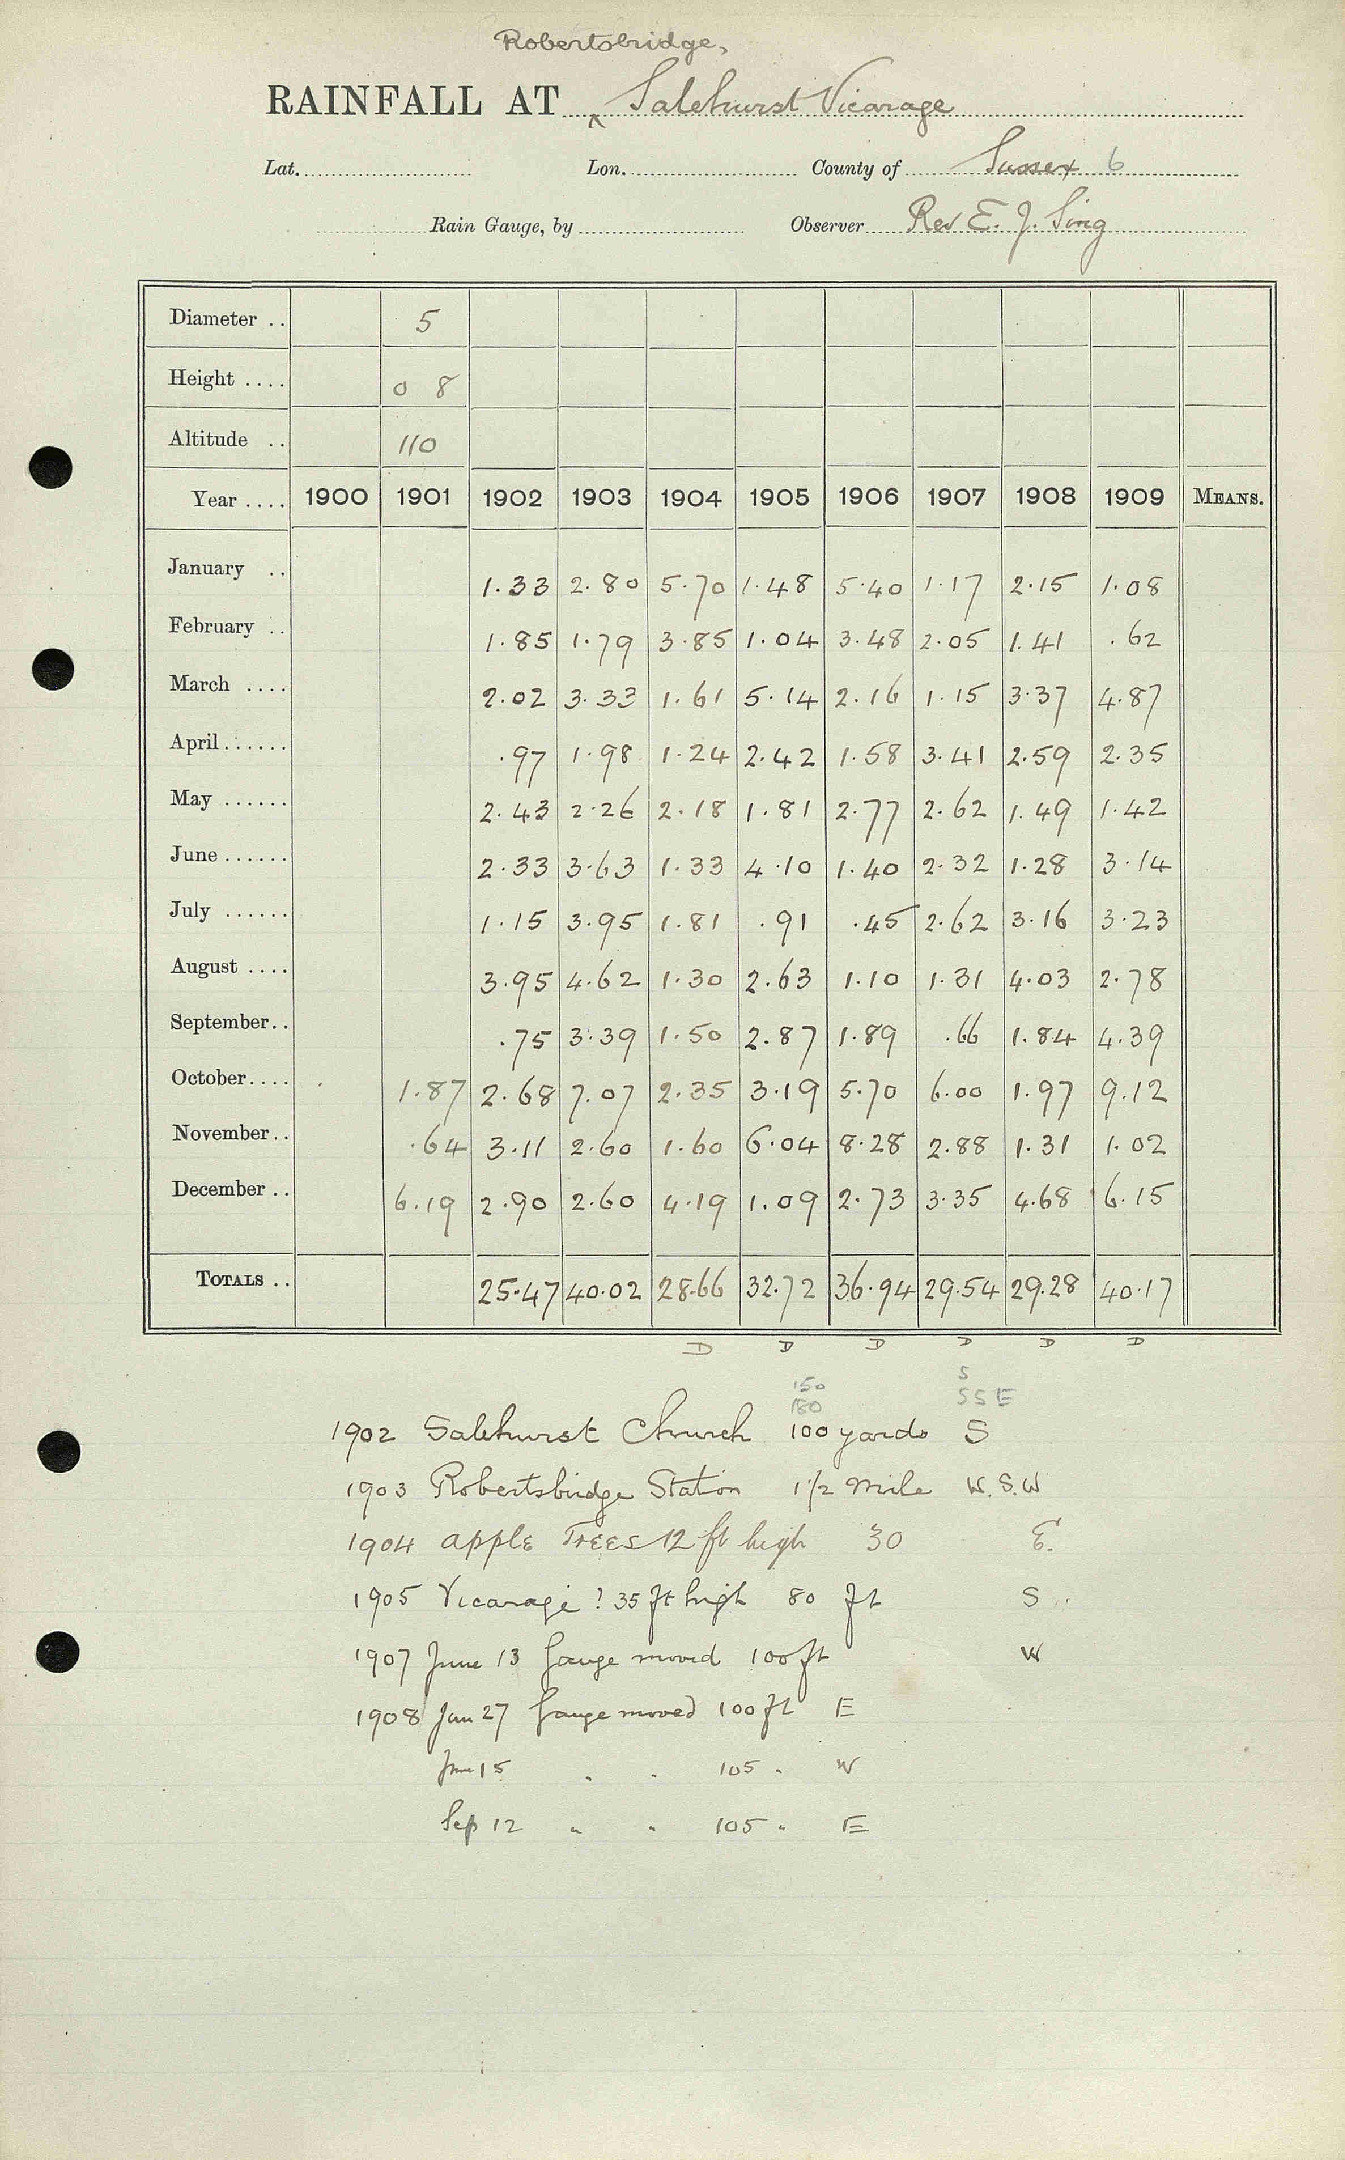 Robertsbridge,
RAINFALL AT ^ Salehurst Vicarage
Lat. Lon. County of Sussex 6
Rain Gauge, by Observer Rev E. J. Sing
Diameter .. 5
Height .... 0 8
Altitude .. 110
Year .... 1900 1901 1902 1903 1904 1905 1906 1907 1908 1909 MEANS.
January .. 1.33 2.80 5.70 1.48 5.40 1.17 2.15 1.08
February .. 1.85 1.79 3.85 1.04 3.48 2.05 1.41 .62
March .... 2.02 3.33 1.61 5.14 2.16 1.15 3.37 4.87
April...... .97 1.98 1.24 2.42 1.58 3.41 2.59 2.35
May ...... 2.43 2.26 2.18 1.81 2.77 2.62 1.49 1.42
June...... 2.33 3.63 1.33 4.10 1.40 2.32 1.28 3.14
July ...... 1.15 3.95 1.81 .91 .45 2.62 3.16 3.23
August .... 3.95 4.62 1.30 2.63 1.10 1.31 4.03 2.78
September.. .75 3.39 1.50 2.87 1.89 .66 1.84 4.39
October.... 1.87 2.68 7.07 2.35 3.19 5.70 6.00 1.97 9.12
November.. .64 3.11 2.60 1.60 6.04 8.28 2.88 1.31 1.02
December .. 6.19 2.90 2.60 4.19 1.09 2.73 3.35 4.68 6.15
TOTALS .. 25.47 40.02 28.66 32.72 36.94 29.54 29.28 40.17
D D D D D D
150 S
180 SSE
1902 Salehurst Church 100 yards S
1903 Robertsbridge Station 1 1/2 mile W.S.W
1904 apple Trees 12 ft high 30 E.
1905 Vicarage ? 35 ft high 80 ft S
1907 June 13 Gauge moved 100 ft W
1908 Jan 27 Gauge moved 100 ft E
June 15 " " 105 " W
Sep 12 " " 105 " E